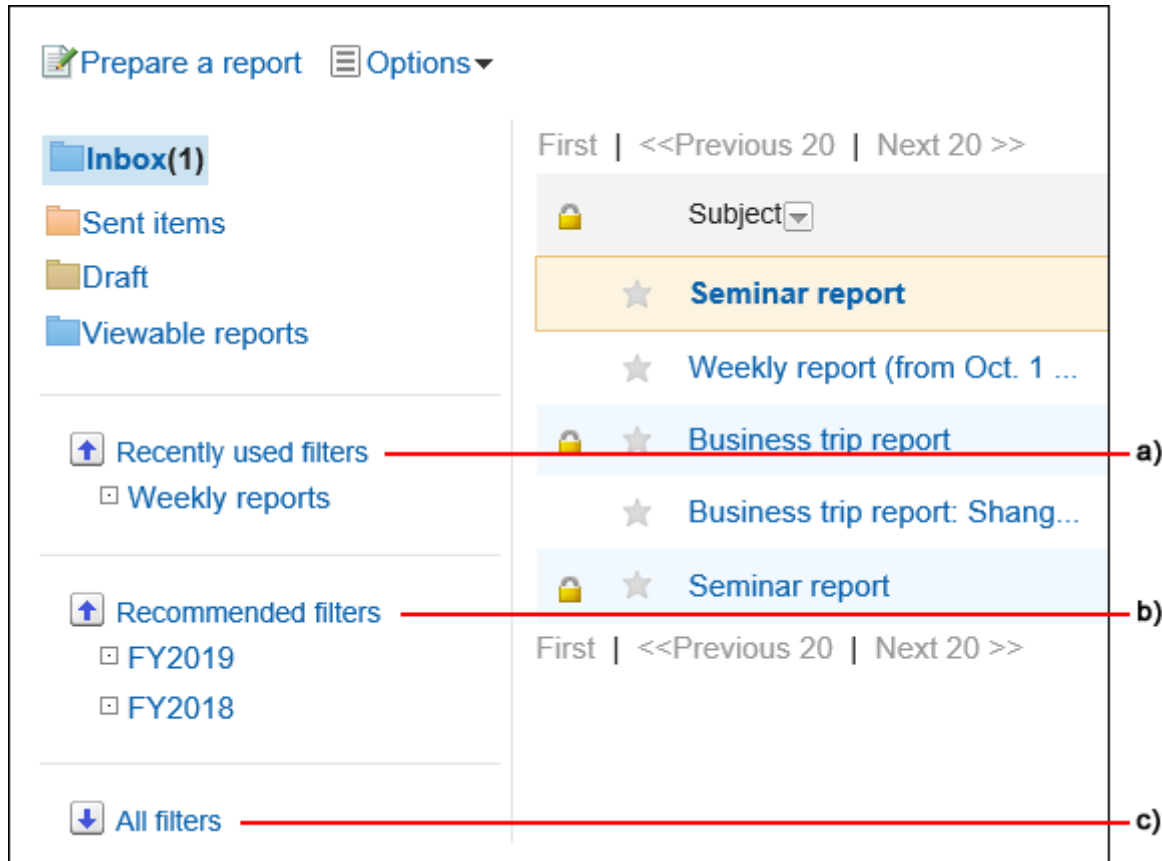 Prepare a report Options
Inbox(1)
Sent items
Draft
Viewable reports
Recently used filters
Weekly reports
Recommended filters
FY2019
FY2018
All filters
First | <<Previous 20 | Next 20 >>
Subject
Seminar report
Weekly report (from Oct. 1 ...
Business trip report
Business trip report: Shang...
Seminar report
First | <<Previous 20 | Next 20 >>
a)
b)
c)